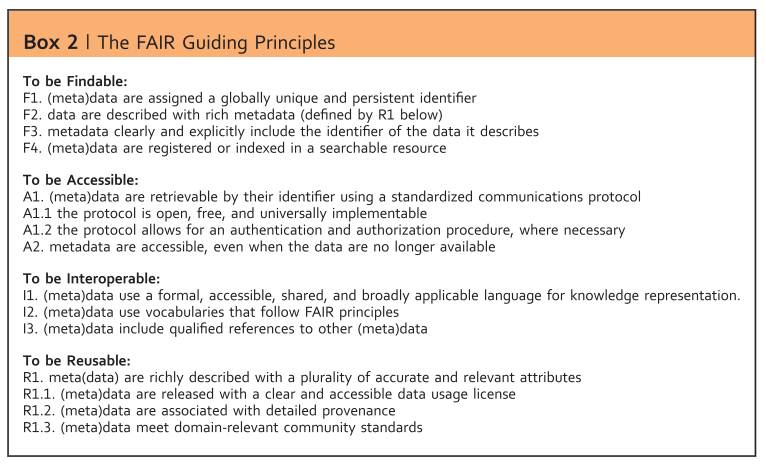 Box 2 | The FAIR Guiding Principles
To be Findable:
F1. (meta)data are assigned a globally unique and persistent identifier
F2. data are described with rich metadata (defined by R1 below)
F3. metadata clearly and explicitly include the identifier of the data it describes
F4. (meta)data are registered or indexed in a searchable resource
To be Accessible:
A1. (meta)data are retrievable by their identifier using a standardized communications protocol
A1.1 the protocol is open, free, and universally implementable
A1.2 the protocol allows for an authentication and authorization procedure, where necessary
A2. metadata are accessible, even when the data are no longer available
To be Interoperable:
I1. (meta)data use a formal, accessible, shared, and broadly applicable language for knowledge representation.
I2. (meta)data use vocabularies that follow FAIR principles
I3. (meta)data include qualified references to other (meta)data
To be Reusable:
R1. meta(data) are richly described with a plurality of accurate and relevant attributes
R1.1. (meta)data are released with a clear and accessible data usage license
R1.2. (meta)data are associated with detailed provenance
R1.3. (meta)data meet domain-relevant community standards